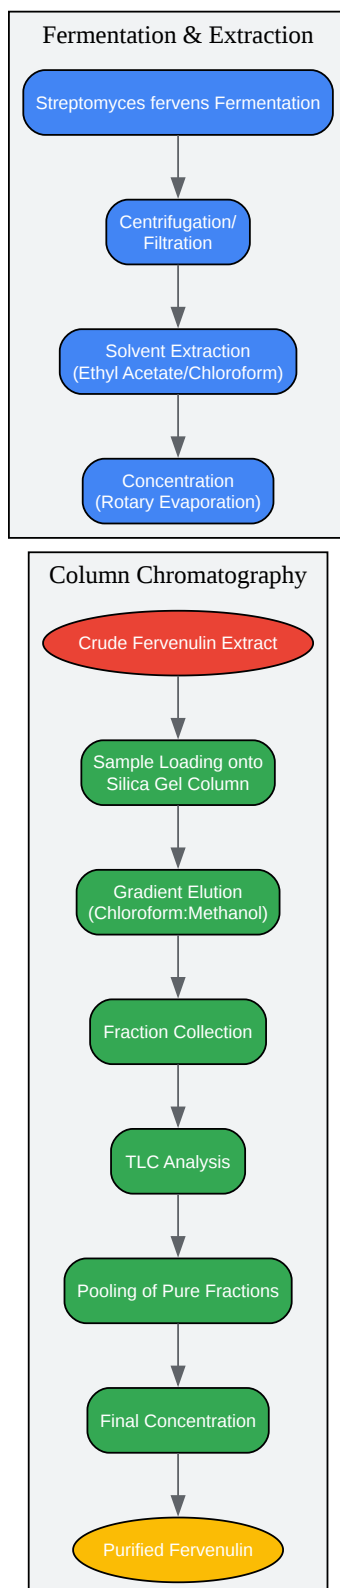 Fermentation & Extraction
Streptomyces fervens Fermentation
Centrifugation/
Filtration
Solvent Extraction
(Ethyl Acetate/Chloroform)
Concentration
(Rotary Evaporation)
Column Chromatography
Crude Fervenulin Extract
Sample Loading onto
Silica Gel Column
Gradient Elution
(Chloroform:Methanol)
Fraction Collection
TLC Analysis
Pooling of Pure Fractions
Final Concentration
Purified Fervenulin